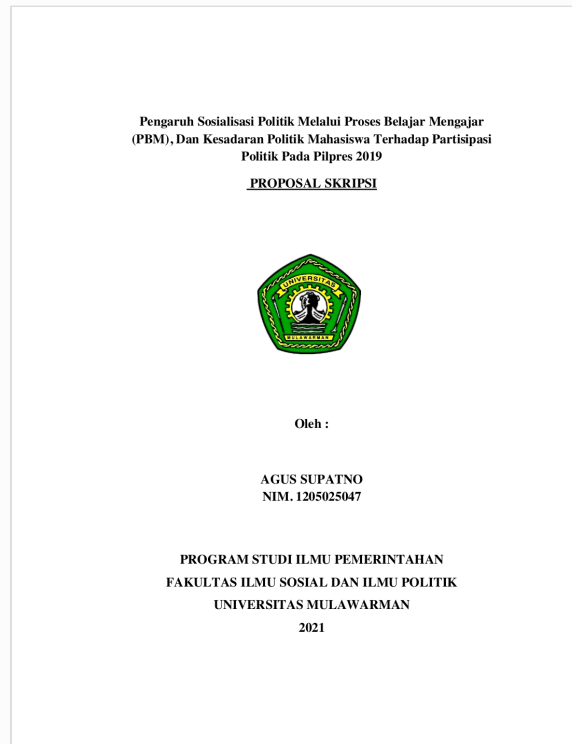 Pengaruh Sosialisasi Politik Melalui Proses Belajar Mengajar
(PBM), Dan Kesadaran Politik Mahasiswa Terhadap Partisipasi
Politik Pada Pilpres 2019
PROPOSAL SKRIPSI
UNIVERSITAS
MULAWARMAN
Oleh :
AGUS SUPATNO
NIM. 1205025047
PROGRAM STUDI ILMU PEMERINTAHAN
FAKULTAS ILMU SOSIAL DAN ILMU POLITIK
UNIVERSITAS MULAWARMAN
2021